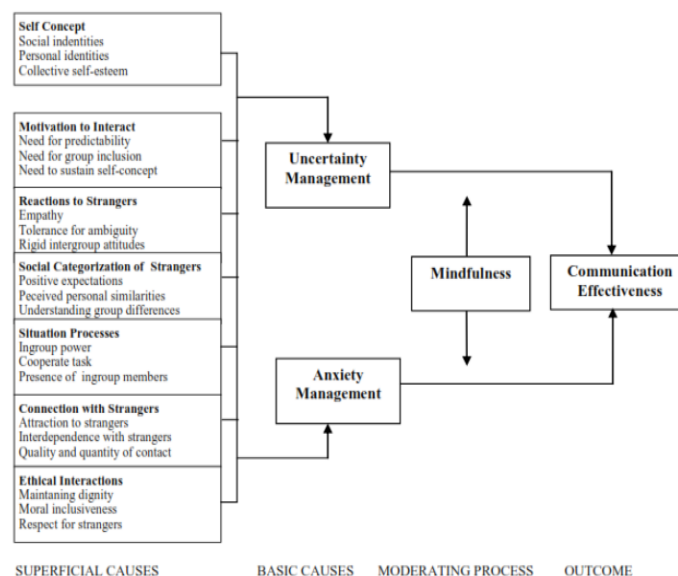 Self Concept
Social indentities
Personal identities
Collective self-esteem
Motivation to Interact
Need for predictability
Need for group inclusion
Need to sustain self-concept
Reactions to Strangers
Empathy
Tolerance for ambiguity
Rigid intergroup attitudes
Social Categorization of Strangers
Positive expectations
Perceived personal similarities
Understanding group differences
Situation Processes
Ingroup power
Cooperate task
Presence of ingroup members
Connection with Strangers
Attraction to strangers
Interdependence with strangers
Quality and quantity of contact
Ethical Interactions
Maintaning dignity
Moral inclusiveness
Respect for strangers
Uncertainty
Management
Anxiety
Management
Mindfulness
Communication
Effectiveness
SUPERFICIAL CAUSES BASIC CAUSES MODERATING PROCESS OUTCOME